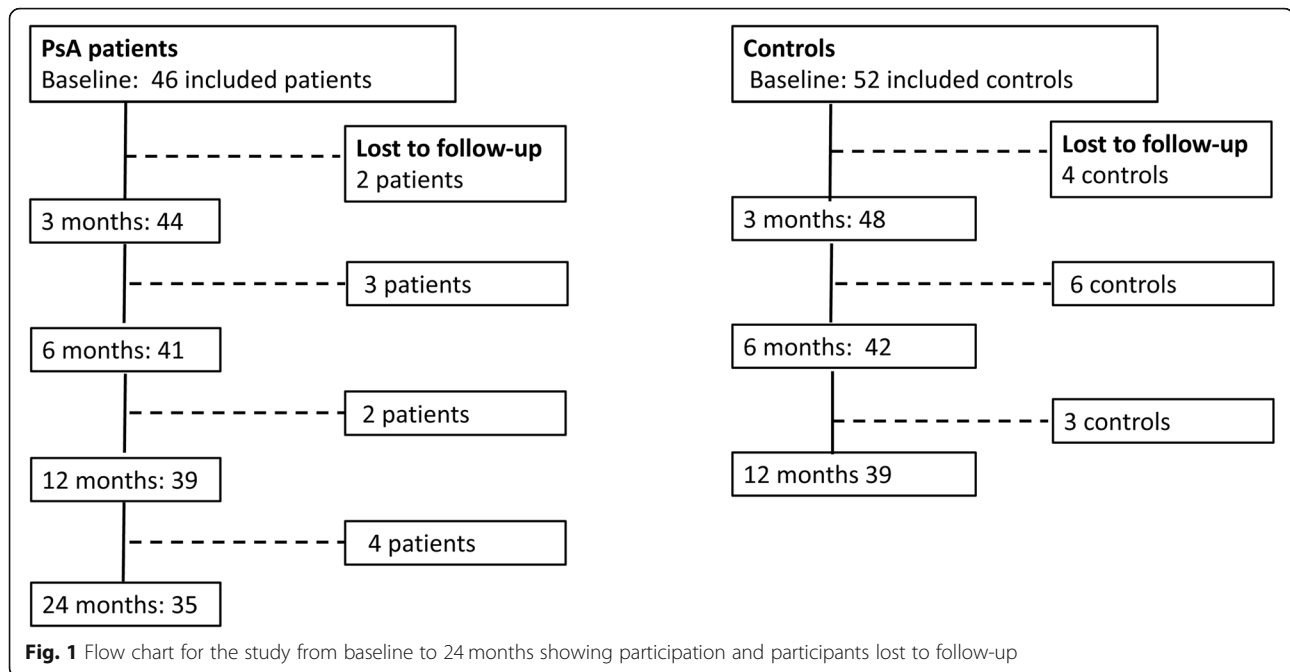 PsA patients
Baseline: 46 included patients
Lost to follow-up
2 patients
3 months: 44
3 patients
6 months: 41
2 patients
12 months: 39
4 patients
24 months: 35
Controls
Baseline: 52 included controls
Lost to follow-up
4 controls
3 months: 48
6 controls
6 months: 42
3 controls
12 months 39
Fig. 1 Flow chart for the study from baseline to 24 months showing participation and participants lost to follow-up